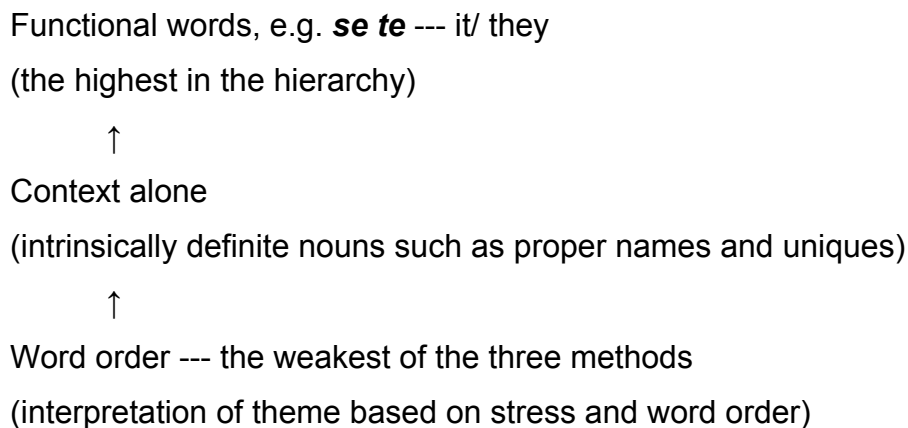 Functional words, e.g. se te --- it/ they
(the highest in the hierarchy)
↑
Context alone
(intrinsically definite nouns such as proper names and uniques)
↑
Word order --- the weakest of the three methods
(interpretation of theme based on stress and word order)